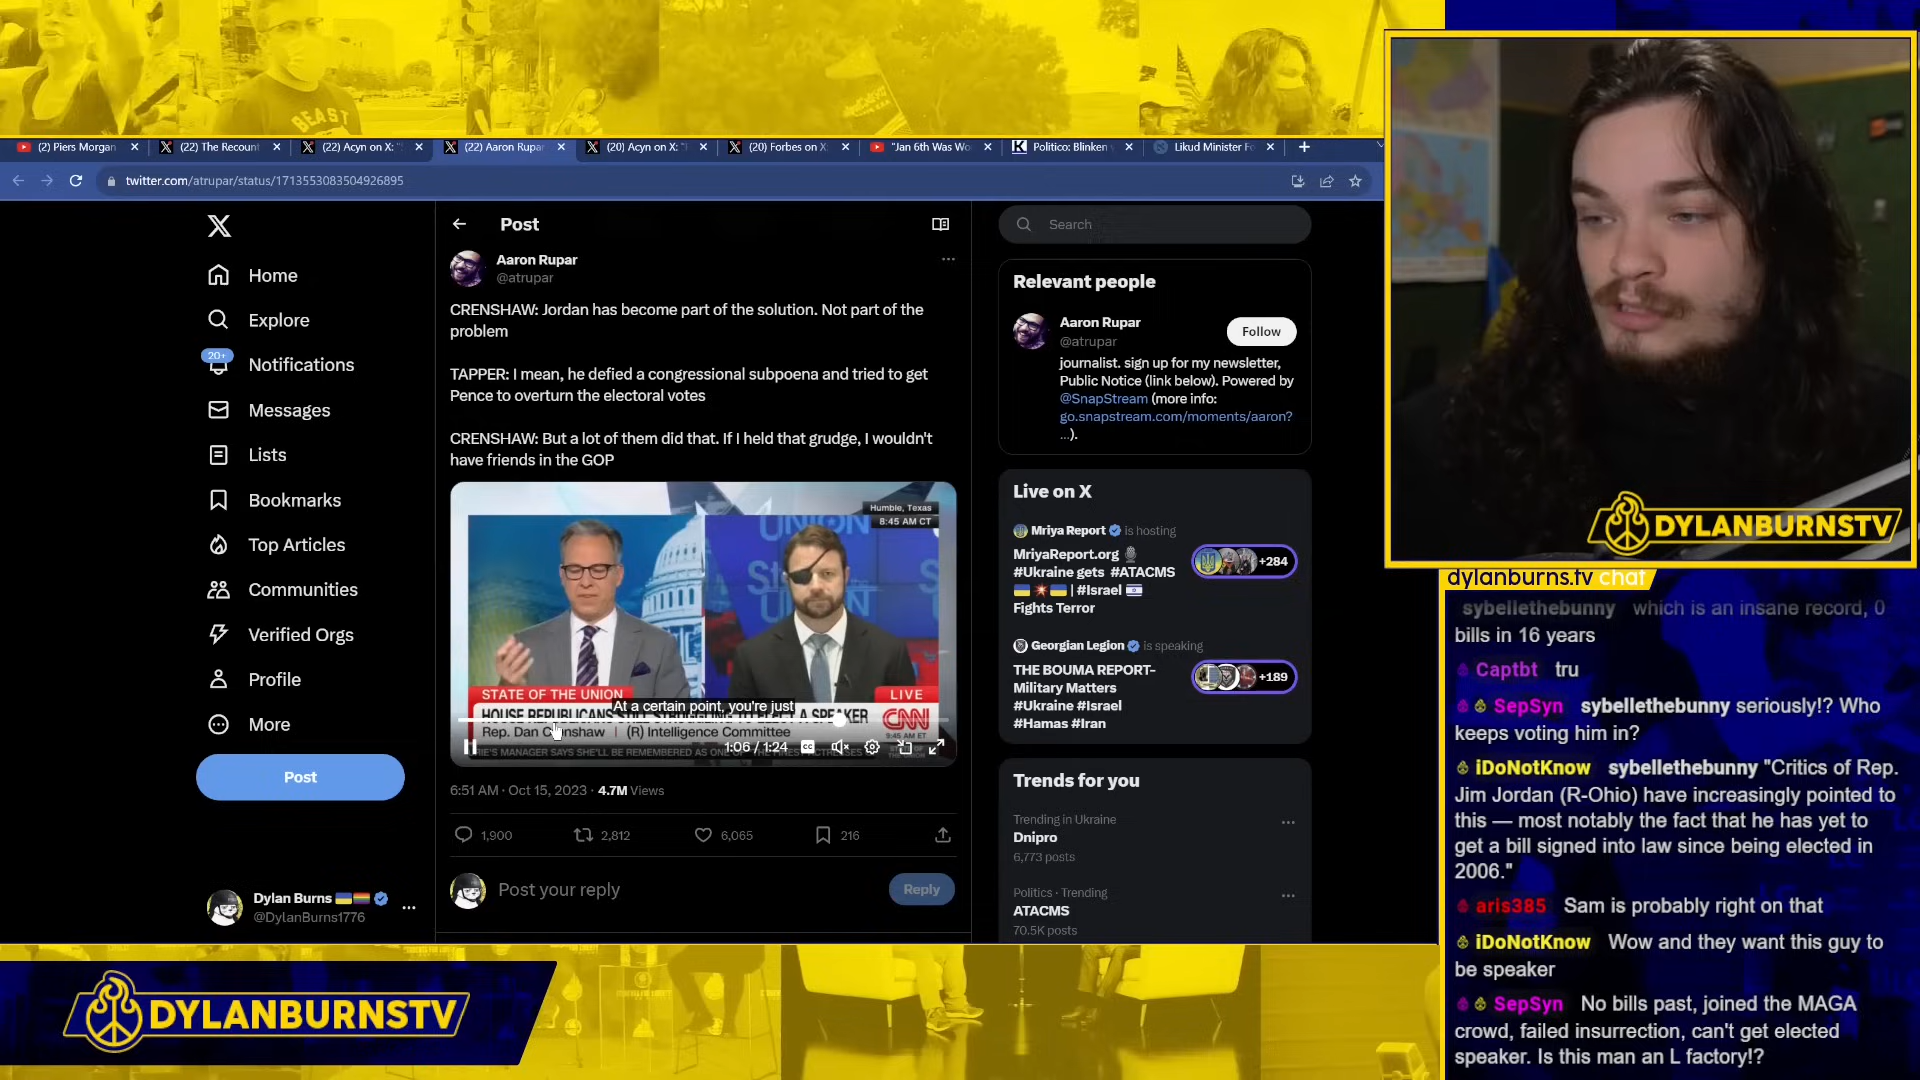 BEAST
(2) Piers Morgan
(22) The Recount
(22) Acyn on X: "
(22) Aaron Rupar
(20) Acyn on X: "
(20) Forbes on X
"Jan 6th Was Wo
Politico: Blinken
Likud Minister Fo
twitter.com/atrupar/status/1713553083504926895
Home
Explore
20+
Notifications
Messages
Lists
Bookmarks
Top Articles
Communities
Verified Orgs
Profile
More
Post
Dylan Burns
@DylanBurns1776
Post
Aaron Rupar
@atrupar
CRENSHAW: Jordan has become part of the solution. Not part of the
problem
TAPPER: I mean, he defied a congressional subpoena and tried to get
Pence to overturn the electoral votes
CRENSHAW: But a lot of them did that. If I held that grudge, I wouldn't
have friends in the GOP
Humble, Texas
8:45 AM CT
STATE OF THE UNION
LIVE
At a certain point, you're just
HOUSE REPUBLICANS STILL STRUGGLING TO ELECT A SPEAKER
CNN
Rep. Dan Crenshaw | (R) Intelligence Committee
9:45 AM ET
1:06 / 1:24
6:51 AM · Oct 15, 2023 · 4.7M Views
1,900
2,812
6,065
216
Post your reply
Reply
Search
Relevant people
Aaron Rupar
@atrupar
Follow
journalist. sign up for my newsletter,
Public Notice (link below). Powered by
@SnapStream (more info:
go.snapstream.com/moments/aaron?
...).
Live on X
Mriya Report is hosting
MriyaReport.org
#Ukraine gets #ATACMS
| #Israel
Fights Terror
+284
Georgian Legion is speaking
THE BOUMA REPORT-
Military Matters
#Ukraine #Israel
#Hamas #Iran
+189
Trends for you
Trending in Ukraine
Dnipro
6,773 posts
Politics · Trending
ATACMS
70.5K posts
DYLANBURNSTV
dylanburns.tv chat
sybellethebunny which is an insane record, 0
bills in 16 years
Captbt tru
SepSyn sybellethebunny seriously!? Who
keeps voting him in?
iDoNotKnow sybellethebunny "Critics of Rep.
Jim Jordan (R-Ohio) have increasingly pointed to
this — most notably the fact that he has yet to
get a bill signed into law since being elected in
2006."
aris385 Sam is probably right on that
iDoNotKnow Wow and they want this guy to
be speaker
SepSyn No bills past, joined the MAGA
crowd, failed insurrection, can't get elected
speaker. Is this man an L factory!?
DYLANBURNSTV